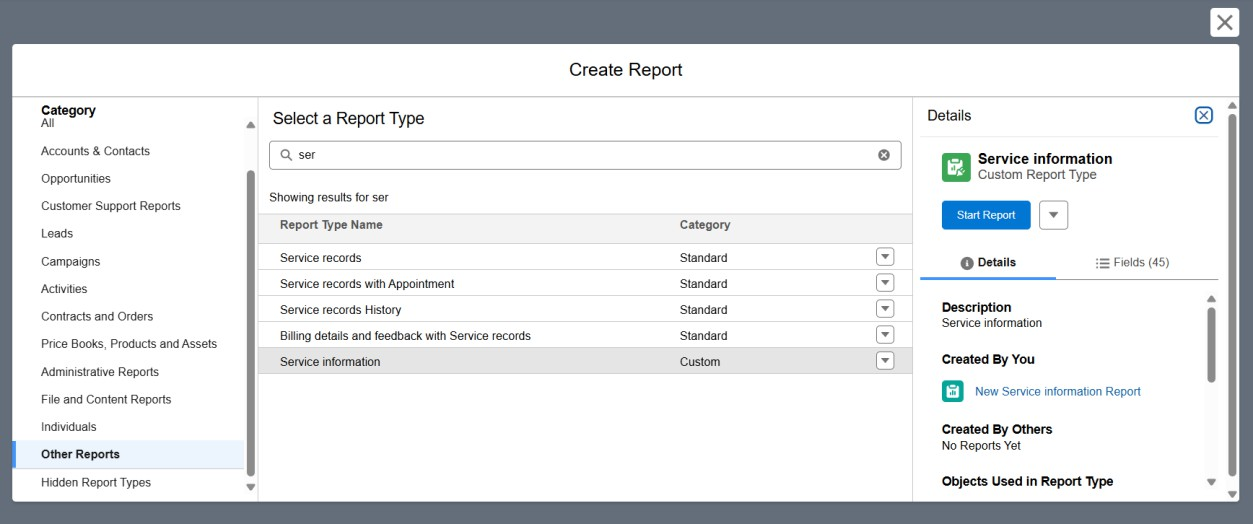 Create Report
Category
All
Accounts & Contacts
Opportunities
Customer Support Reports
Leads
Campaigns
Activities
Contracts and Orders
Price Books, Products and Assets
Administrative Reports
File and Content Reports
Individuals
Other Reports
Hidden Report Types
Select a Report Type
ser
Showing results for ser
Report Type Name Category
Service records Standard
Service records with Appointment Standard
Service records History Standard
Billing details and feedback with Service records Standard
Service information Custom
Details
Service information
Custom Report Type
Start Report
Details Fields (45)
Description
Service information
Created By You
New Service information Report
Created By Others
No Reports Yet
Objects Used in Report Type